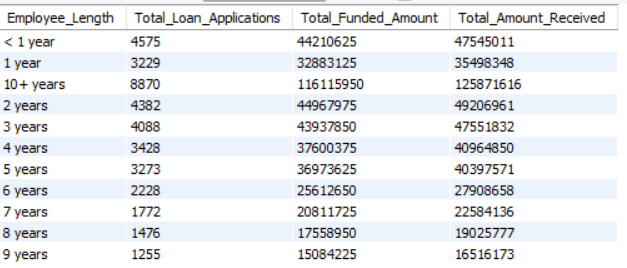 Employee_Length Total_Loan_Applications Total_Funded_Amount Total_Amount_Received
< 1 year 4575 44210625 47545011
1 year 3229 32883125 35498348
10+ years 8870 116115950 125871616
2 years 4382 44967975 49206961
3 years 4088 43937850 47551832
4 years 3428 37600375 40964850
5 years 3273 36973625 40397571
6 years 2228 25612650 27908658
7 years 1772 20811725 22584136
8 years 1476 17558950 19025777
9 years 1255 15084225 16516173